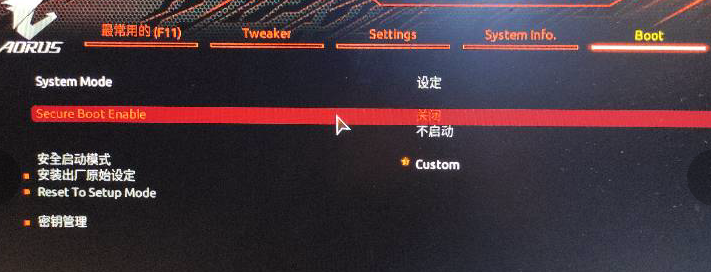 AORUS
最常用的 (F11)
Tweaker
Settings
System Info.
Boot
System Mode 设定
Secure Boot Enable 关闭
不启动
安全启动模式 Custom
安装出厂原始设定
Reset To Setup Mode
密钥管理